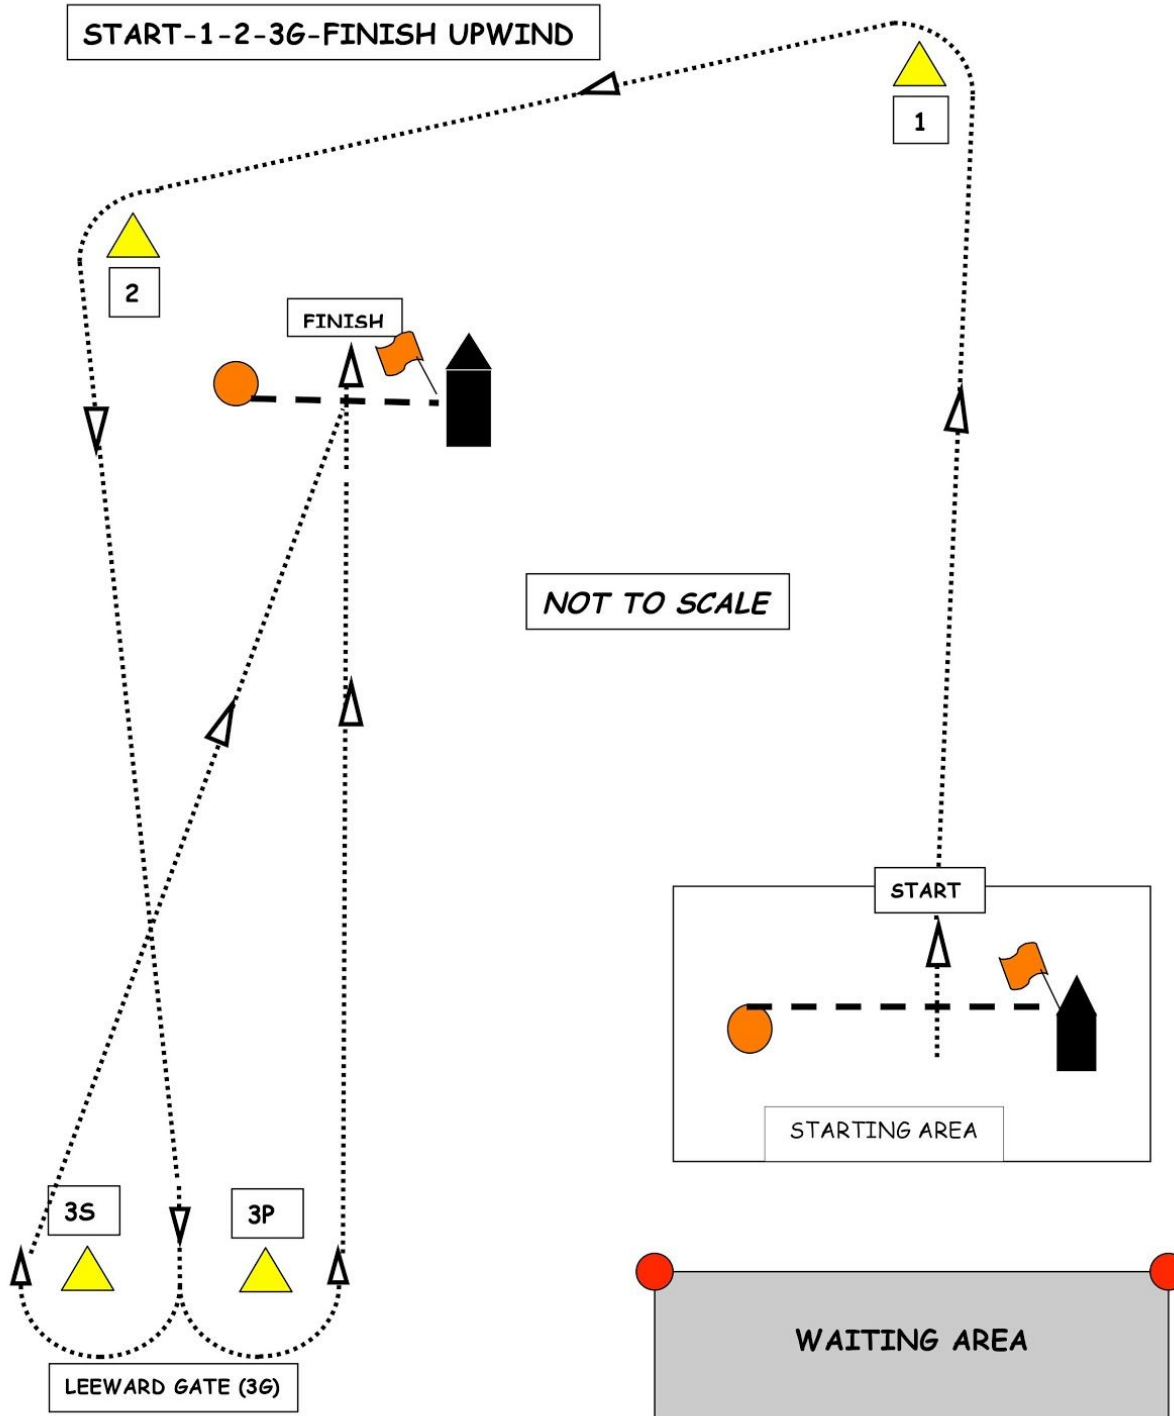 START-1-2-3G-FINISH UPWIND
1
2
FINISH
NOT TO SCALE
START
STARTING AREA
3S
3P
WAITING AREA
LEEWARD GATE (3G)